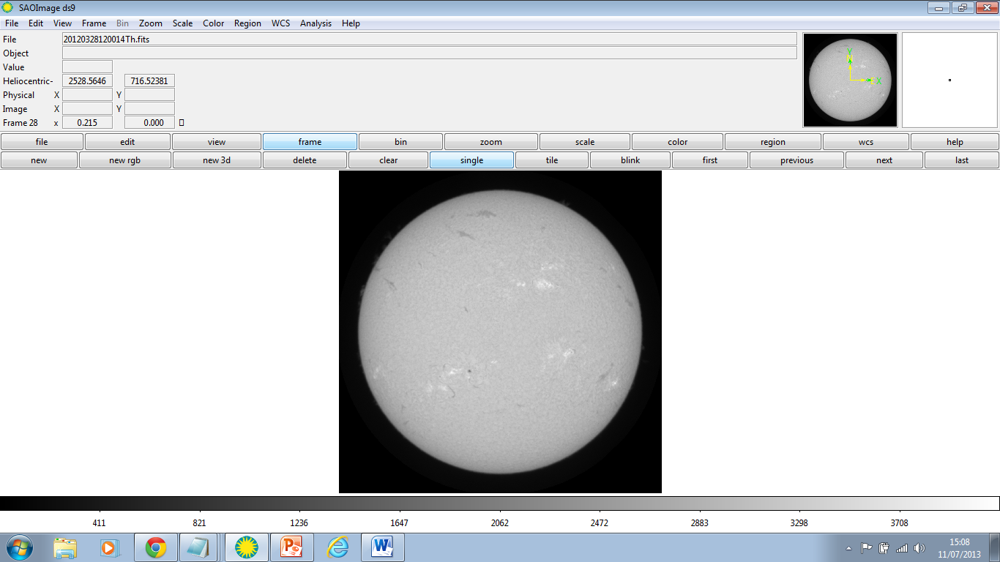 SAOImage ds9
File Edit View Frame Bin Zoom Scale Color Region WCS Analysis Help
File 20120328120014Th.fits
Object
Value
Heliocentric- 2528.5646 716.52381
Physical X Y
Image X Y
Frame 28 x 0.215 0.000
Y
N
E X
file edit view frame bin zoom scale color region wcs help
new new rgb new 3d delete clear single tile blink first previous next last
411 821 1236 1647 2062 2472 2883 3298 3708
15:08
11/07/2013